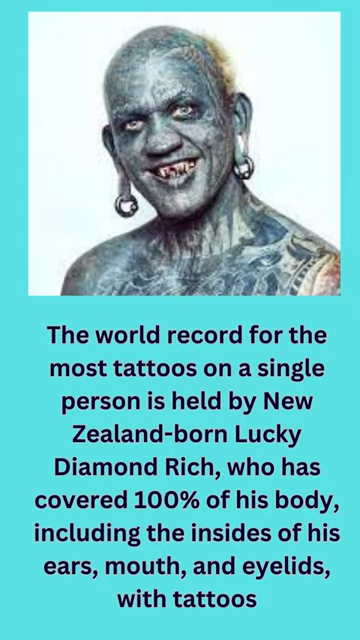 The world record for the
most tattoos on a single
person is held by New
Zealand-born Lucky
Diamond Rich, who has
covered 100% of his body,
including the insides of his
ears, mouth, and eyelids,
with tattoos